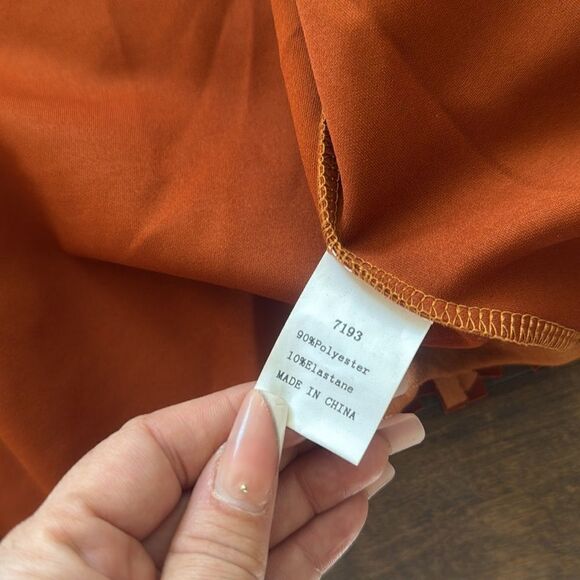 7193
90%Polyester
10%Elastane
MADE IN CHINA